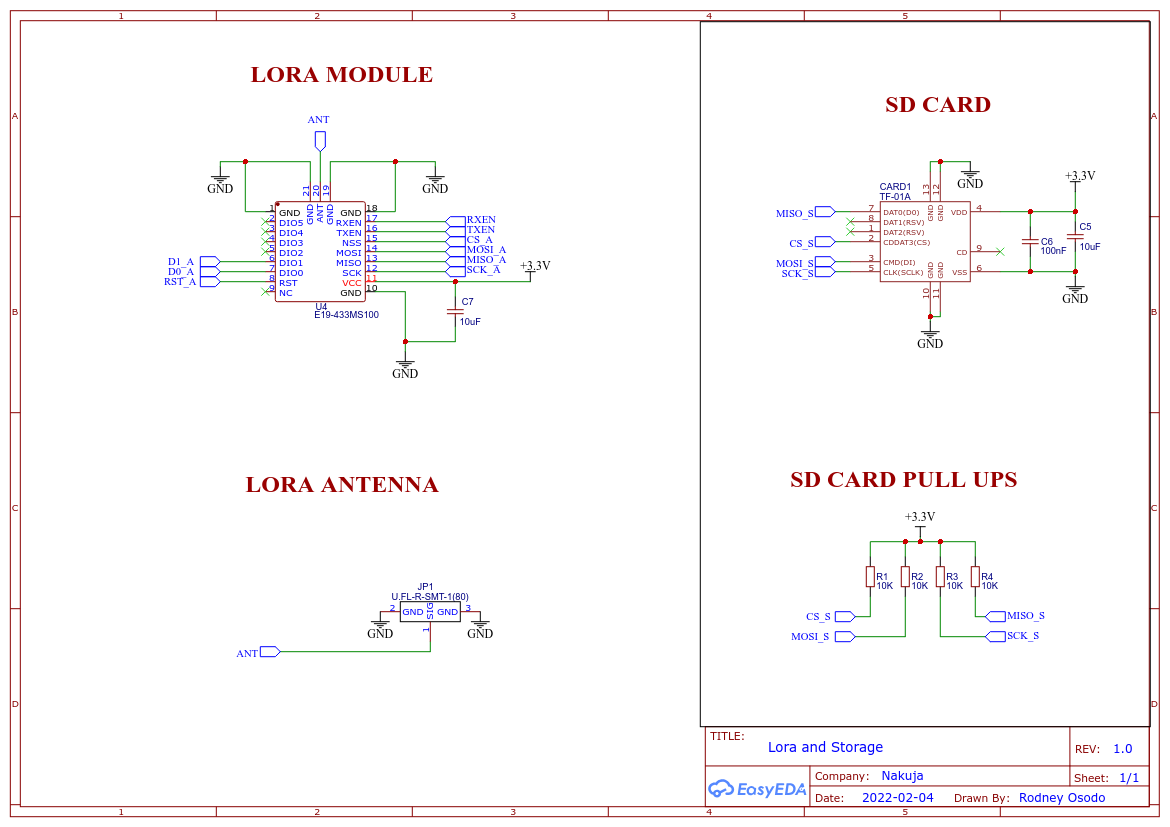 1 2 3 4 5
A A
B B
C C
D D
1 2 3 4 5
LORA MODULE
ANT
GND GND
21 20 19
GND ANT GND
1 GND GND 18
2 DIO5 RXEN 17 RXEN
3 DIO4 TXEN 16 TXEN
4 DIO3 NSS 15 CS_A
5 DIO2 MOSI 14 MOSI_A
D1_A 6 DIO1 MISO 13 MISO_A
D0_A 7 DIO0 SCK 12 SCK_A
RST_A 8 RST VCC 11 +3.3V
9 NC GND 10
U4
E19-433MS100
C7
10uF
GND
LORA ANTENNA
JP1
U.FL-R-SMT-1(80)
2 GND SIG GND 3
GND 1 GND
ANT
SD CARD
GND
CARD1
TF-01A
+3.3V
13 12
GND GND
MISO_S 7 DAT0(D0) VDD 4
8 DAT1(RSV)
1 DAT2(RSV)
CS_S 2 CDDAT3(CS)
CD 9
MOSI_S 3 CMD(DI)
SCK_S 5 CLK(SCLK) VSS 6
GND GND
10 11
GND
C6
100nF
C5
10uF
GND
SD CARD PULL UPS
+3.3V
R1 R2 R3 R4
10K 10K 10K 10K
CS_S MISO_S
MOSI_S SCK_S
TITLE:
Lora and Storage
REV: 1.0
EasyEDA
Company: Nakuja
Sheet: 1/1
Date: 2022-02-04 Drawn By: Rodney Osodo